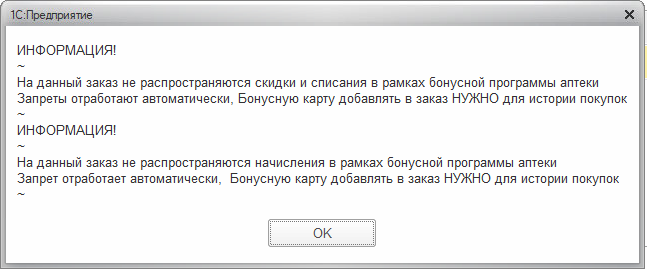 1С:Предприятие
ИНФОРМАЦИЯ!
~
На данный заказ не распространяются скидки и списания в рамках бонусной программы аптеки
Запреты отработают автоматически, Бонусную карту добавлять в заказ НУЖНО для истории покупок
~
ИНФОРМАЦИЯ!
~
На данный заказ не распространяются начисления в рамках бонусной программы аптеки
Запрет отработает автоматически,  Бонусную карту добавлять в заказ НУЖНО для истории покупок
~
OK